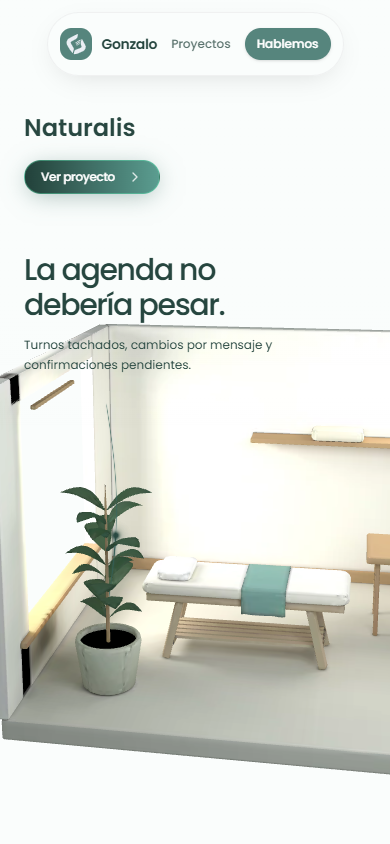 Gonzalo
Proyectos
Hablemos
Naturalis
Ver proyecto
La agenda no
debería pesar.
Turnos tachados, cambios por mensaje y
confirmaciones pendientes.